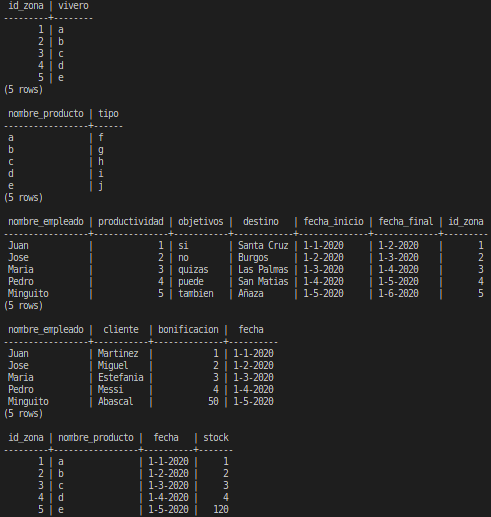 id_zona | vivero
---------+--------
       1 | a
       2 | b
       3 | c
       4 | d
       5 | e
(5 rows)

 nombre_producto | tipo
-----------------+------
 a               | f
 b               | g
 c               | h
 d               | i
 e               | j
(5 rows)

 nombre_empleado | productividad | objetivos |  destino   | fecha_inicio | fecha_final | id_zona
-----------------+---------------+-----------+------------+--------------+-------------+---------
 Juan            |             1 | si        | Santa Cruz | 1-1-2020     | 1-2-2020    |       1
 Jose            |             2 | no        | Burgos     | 1-2-2020     | 1-3-2020    |       2
 Maria           |             3 | quizas    | Las Palmas | 1-3-2020     | 1-4-2020    |       3
 Pedro           |             4 | puede     | San Matias | 1-4-2020     | 1-5-2020    |       4
 Minguito        |             5 | tambien   | Añaza      | 1-5-2020     | 1-6-2020    |       5
(5 rows)

 nombre_empleado |  cliente  | bonificacion |  fecha
-----------------+-----------+--------------+----------
 Juan            | Martinez  |            1 | 1-1-2020
 Jose            | Miguel    |            2 | 1-2-2020
 Maria           | Estefania |            3 | 1-3-2020
 Pedro           | Messi     |            4 | 1-4-2020
 Minguito        | Abascal   |           50 | 1-5-2020
(5 rows)

 id_zona | nombre_producto |  fecha   | stock
---------+-----------------+----------+-------
       1 | a               | 1-1-2020 |     1
       2 | b               | 1-2-2020 |     2
       3 | c               | 1-3-2020 |     3
       4 | d               | 1-4-2020 |     4
       5 | e               | 1-5-2020 |   120